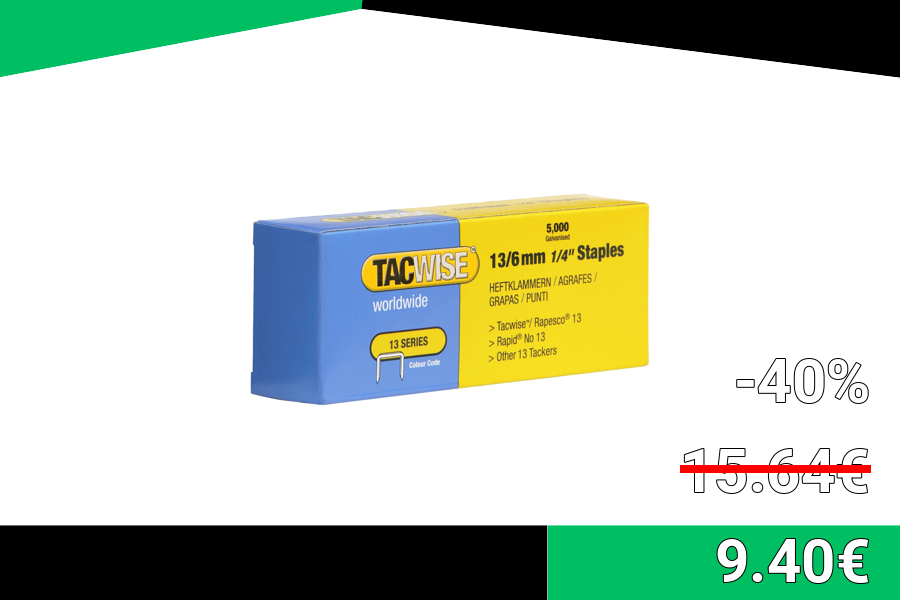 5,000
Galvanised
13/6mm 1/4" Staples
TACWISE
worldwide
HEFTKLAMMERN / AGRAFES /
GRAPAS / PUNTI
13 SERIES
Colour Code
> Tacwise™/ Rapesco® 13
> Rapid® No 13
> Other 13 Tackers
-40%
15.64€
9.40€